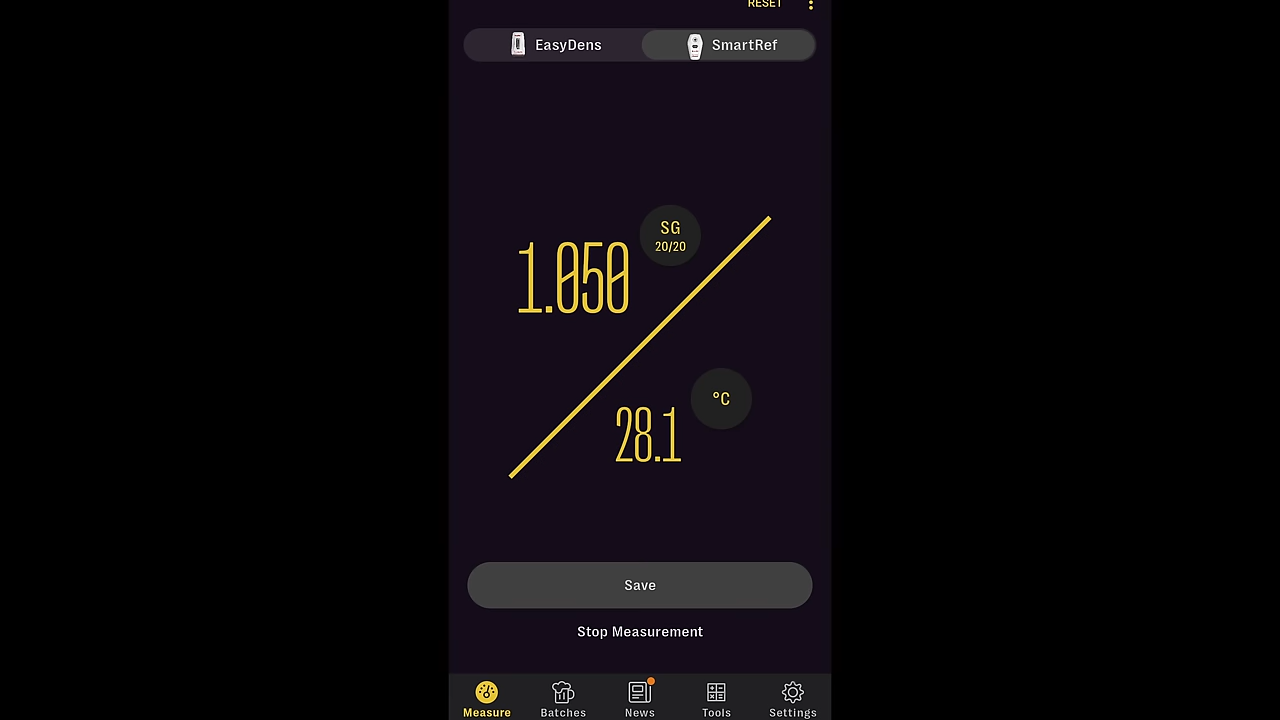 RESET
EasyDens
SmartRef
SG
20/20
1.050
°C
28.1
Save
Stop Measurement
Measure
Batches
News
Tools
Settings